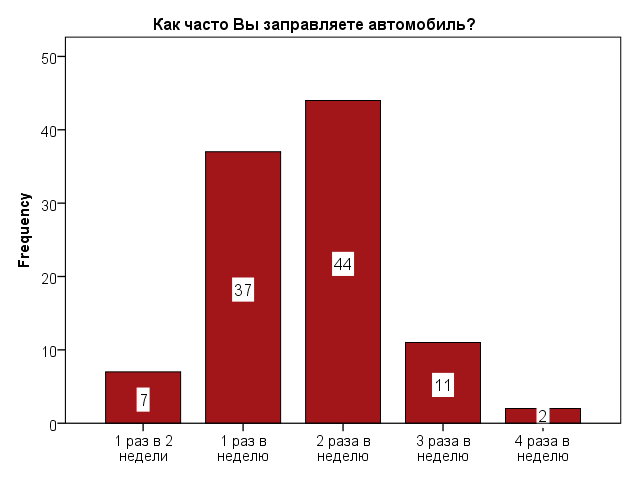 Как часто Вы заправляете автомобиль?
Frequency
50
40
30
20
10
0
7
37
44
11
2
1 раз в 2
недели
1 раз в
неделю
2 раза в
неделю
3 раза в
неделю
4 раза в
неделю